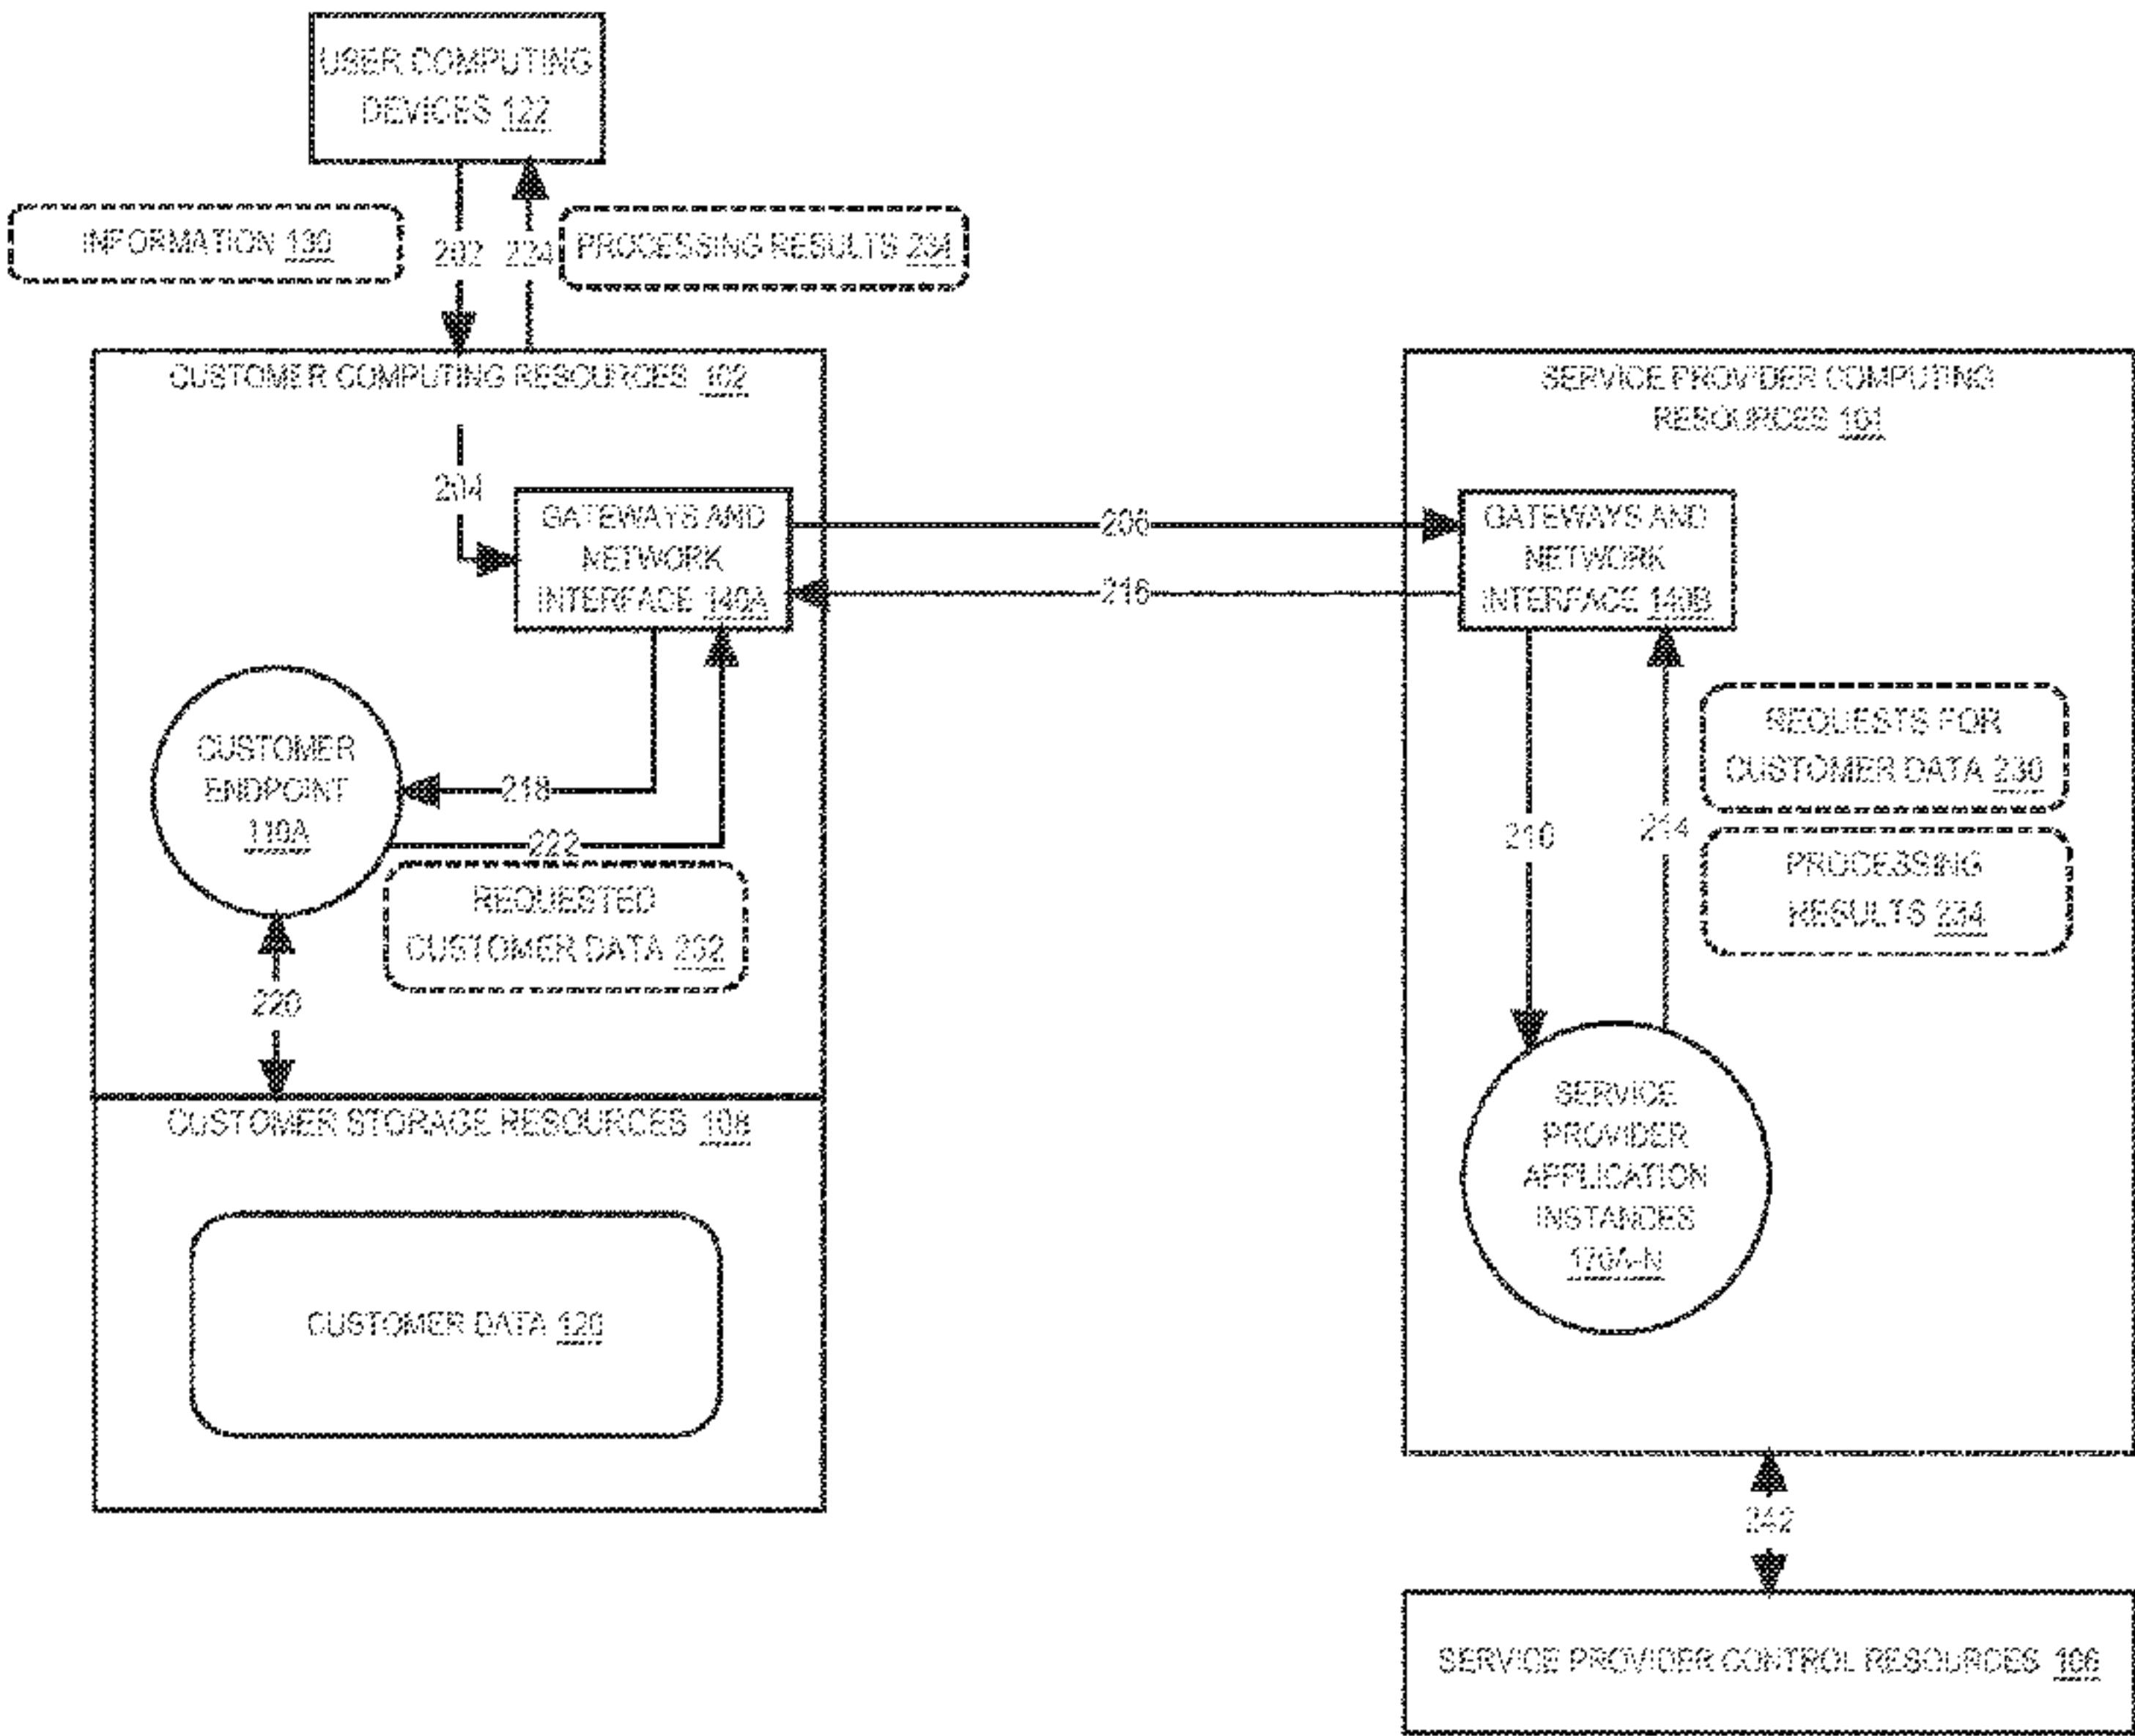 USER COMPUTING
DEVICES 122
INFORMATION 130
202
224
PROCESSING RESULTS 234
CUSTOMER COMPUTING RESOURCES 102
204
GATEWAYS AND
NETWORK
INTERFACE 140A
206
216
CUSTOMER
ENDPOINT
110A
218
222
REQUESTED
CUSTOMER DATA 232
220
CUSTOMER STORAGE RESOURCES 108
CUSTOMER DATA 120
SERVICE PROVIDER COMPUTING
RESOURCES 101
GATEWAYS AND
NETWORK
INTERFACE 140B
REQUESTS FOR
CUSTOMER DATA 230
210
214
PROCESSING
RESULTS 234
SERVICE
PROVIDER
APPLICATION
INSTANCES
170A-N
242
SERVICE PROVIDER CONTROL RESOURCES 106